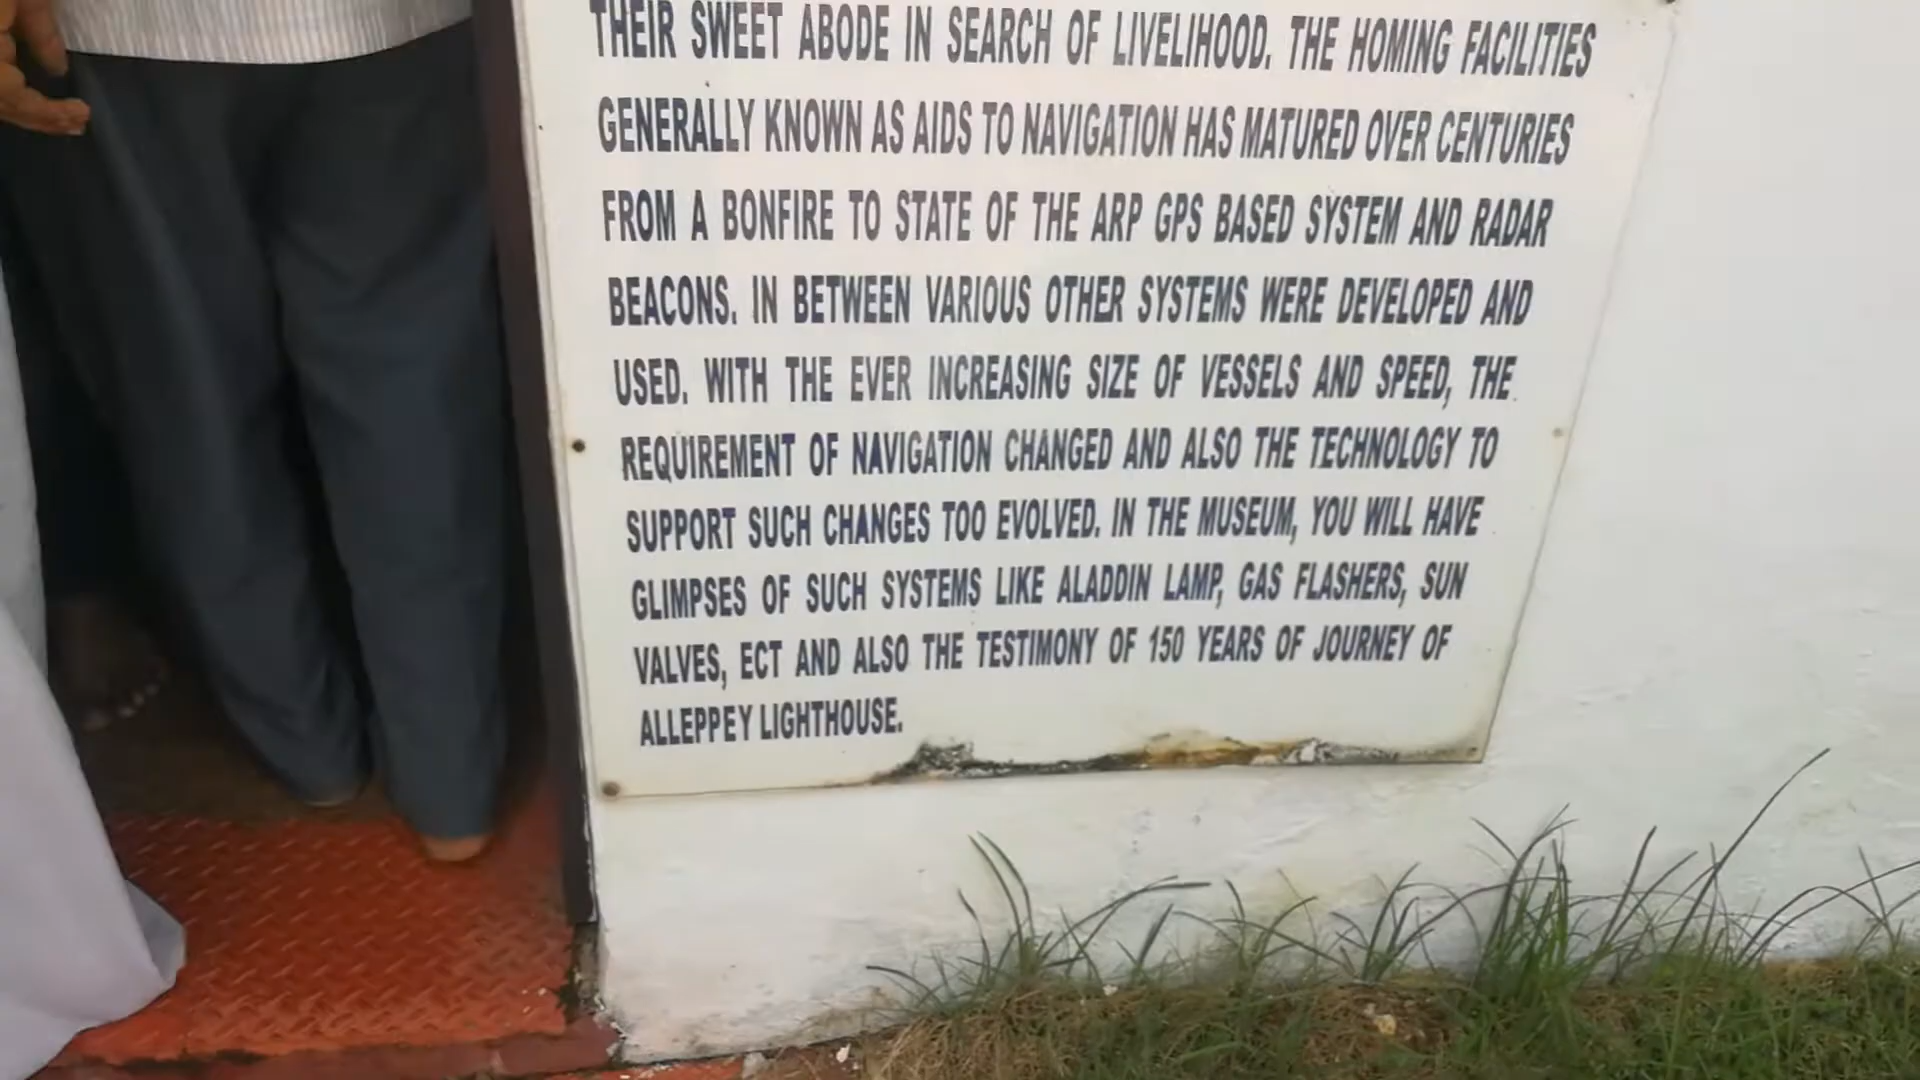 THEIR SWEET ABODE IN SEARCH OF LIVELIHOOD. THE HOMING FACILITIES
GENERALLY KNOWN AS AIDS TO NAVIGATION HAS MATURED OVER CENTURIES
FROM A BONFIRE TO STATE OF THE ARP GPS BASED SYSTEM AND RADAR
BEACONS. IN BETWEEN VARIOUS OTHER SYSTEMS WERE DEVELOPED AND
USED. WITH THE EVER INCREASING SIZE OF VESSELS AND SPEED, THE
REQUIREMENT OF NAVIGATION CHANGED AND ALSO THE TECHNOLOGY TO
SUPPORT SUCH CHANGES TOO EVOLVED. IN THE MUSEUM, YOU WILL HAVE
GLIMPSES OF SUCH SYSTEMS LIKE ALADDIN LAMP, GAS FLASHERS, SUN
VALVES, ECT AND ALSO THE TESTIMONY OF 150 YEARS OF JOURNEY OF
ALLEPPEY LIGHTHOUSE.